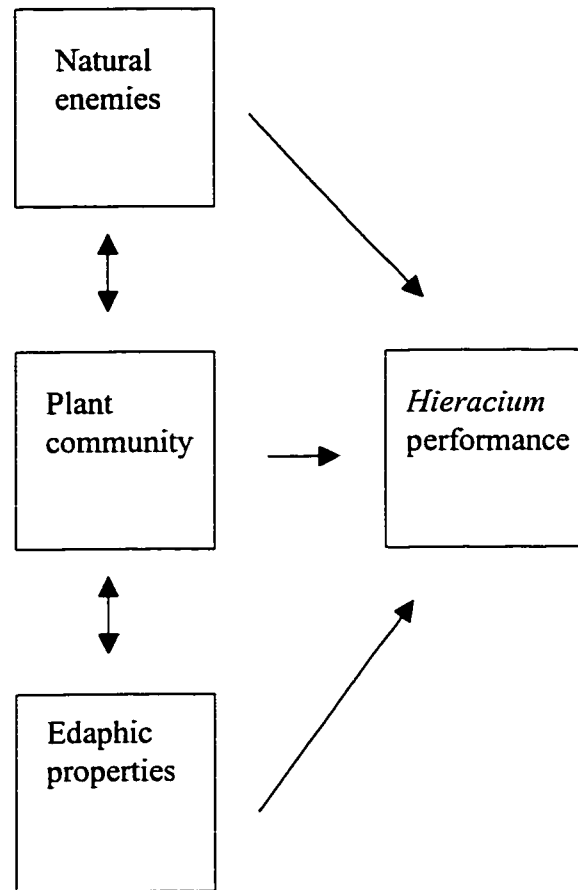 Natural
enemies
Plant
community
Hieracium
performance
Edaphic
properties